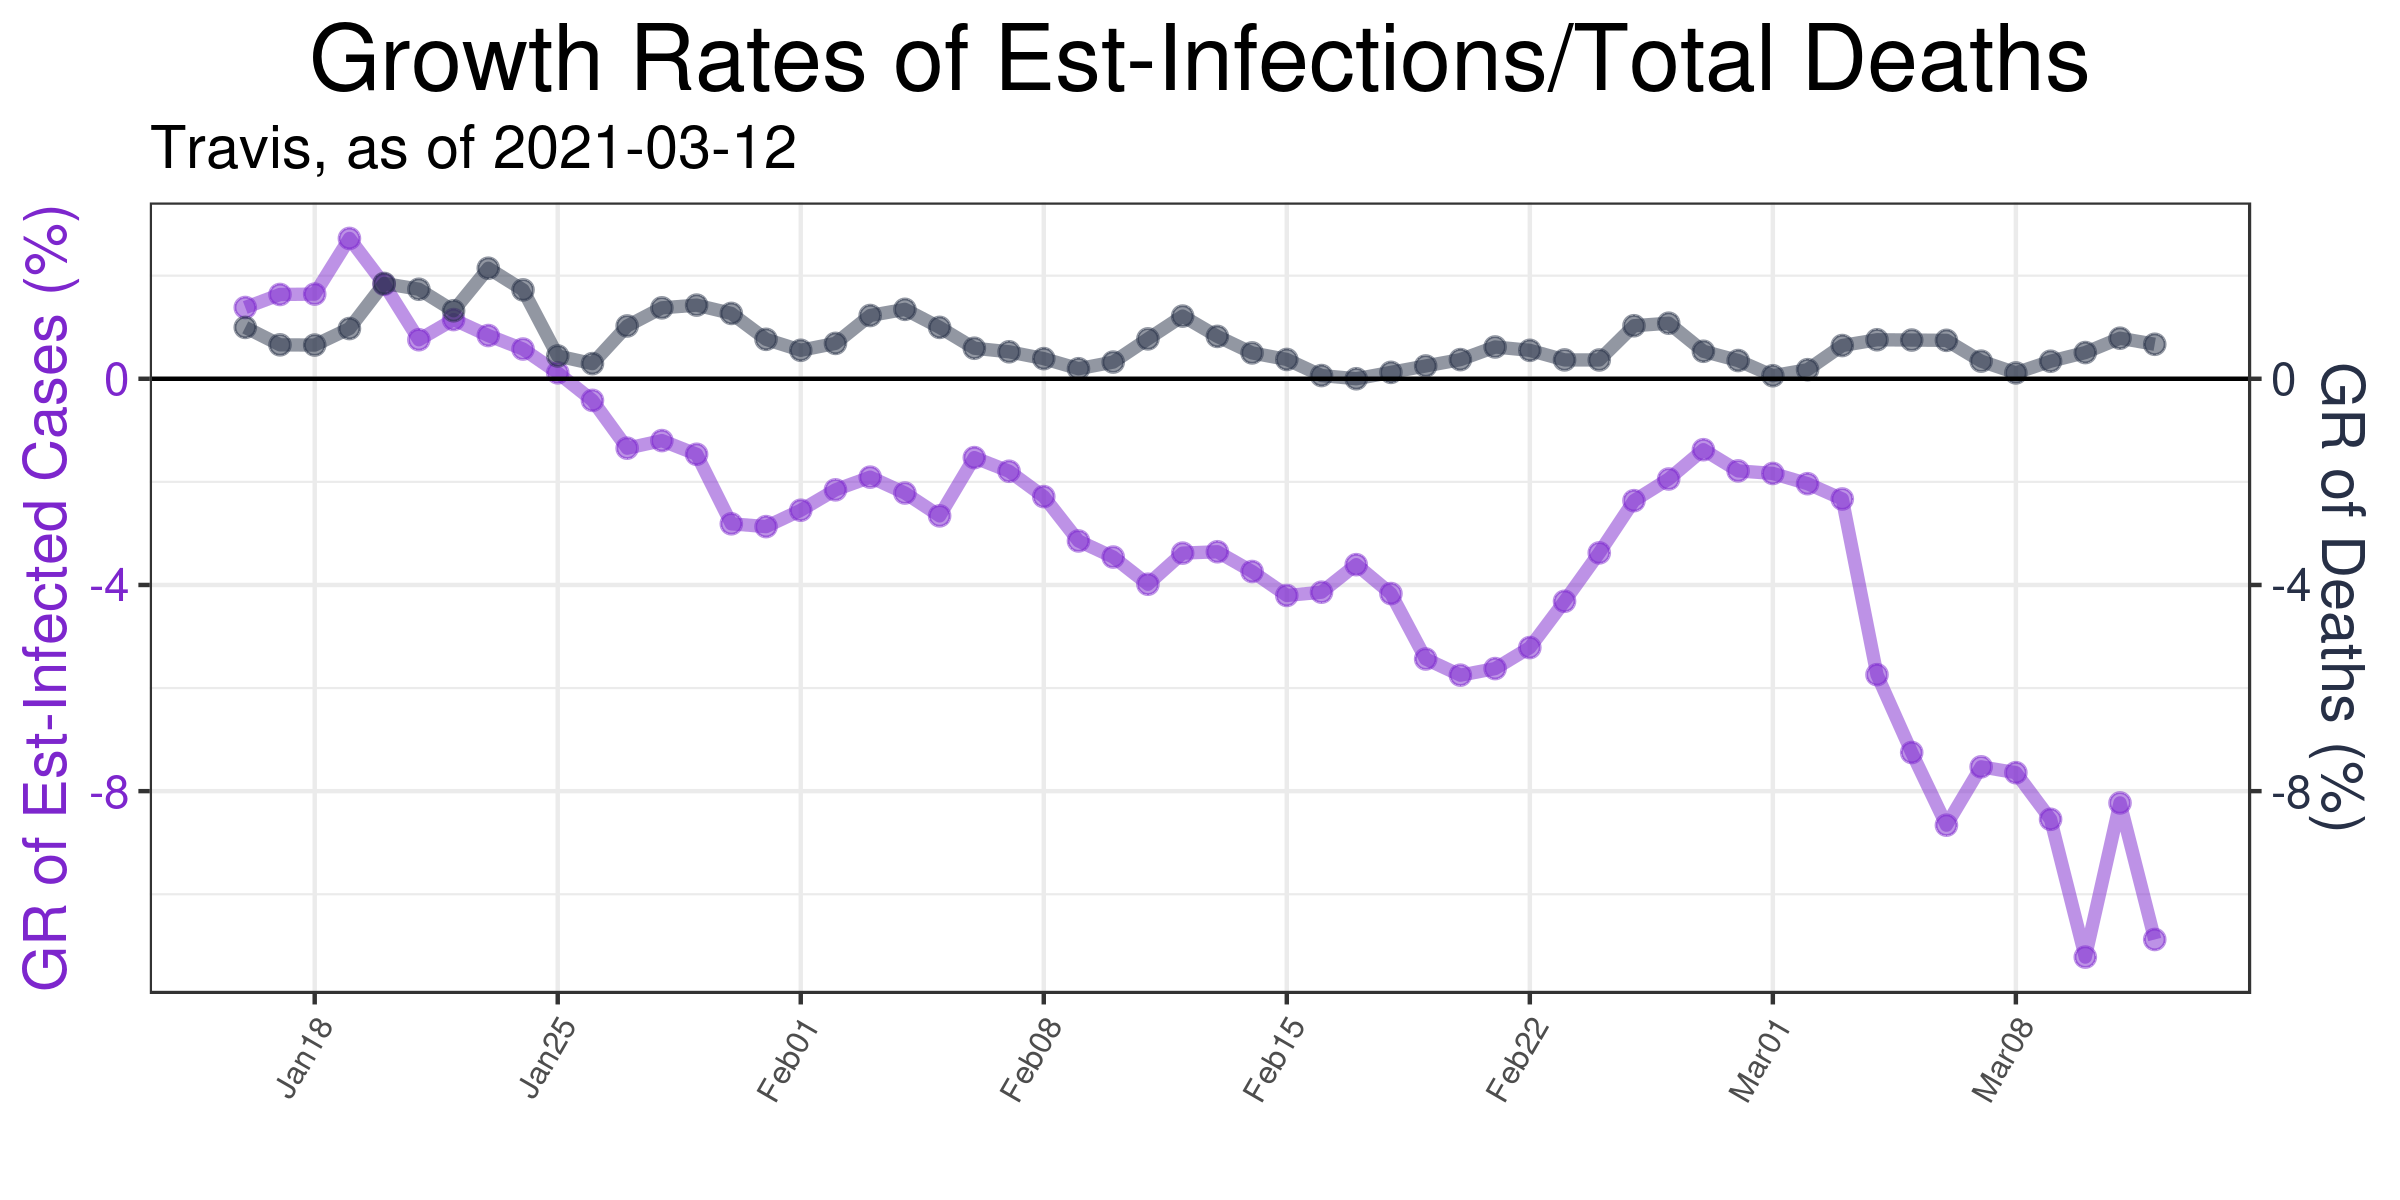 Growth Rates of Est-Infections/Total Deaths
Travis, as of 2021-03-12
GR of Est-Infected Cases (%)
0
-4
-8
0
-4
-8
GR of Deaths (%)
Jan18
Jan25
Feb01
Feb08
Feb15
Feb22
Mar01
Mar08